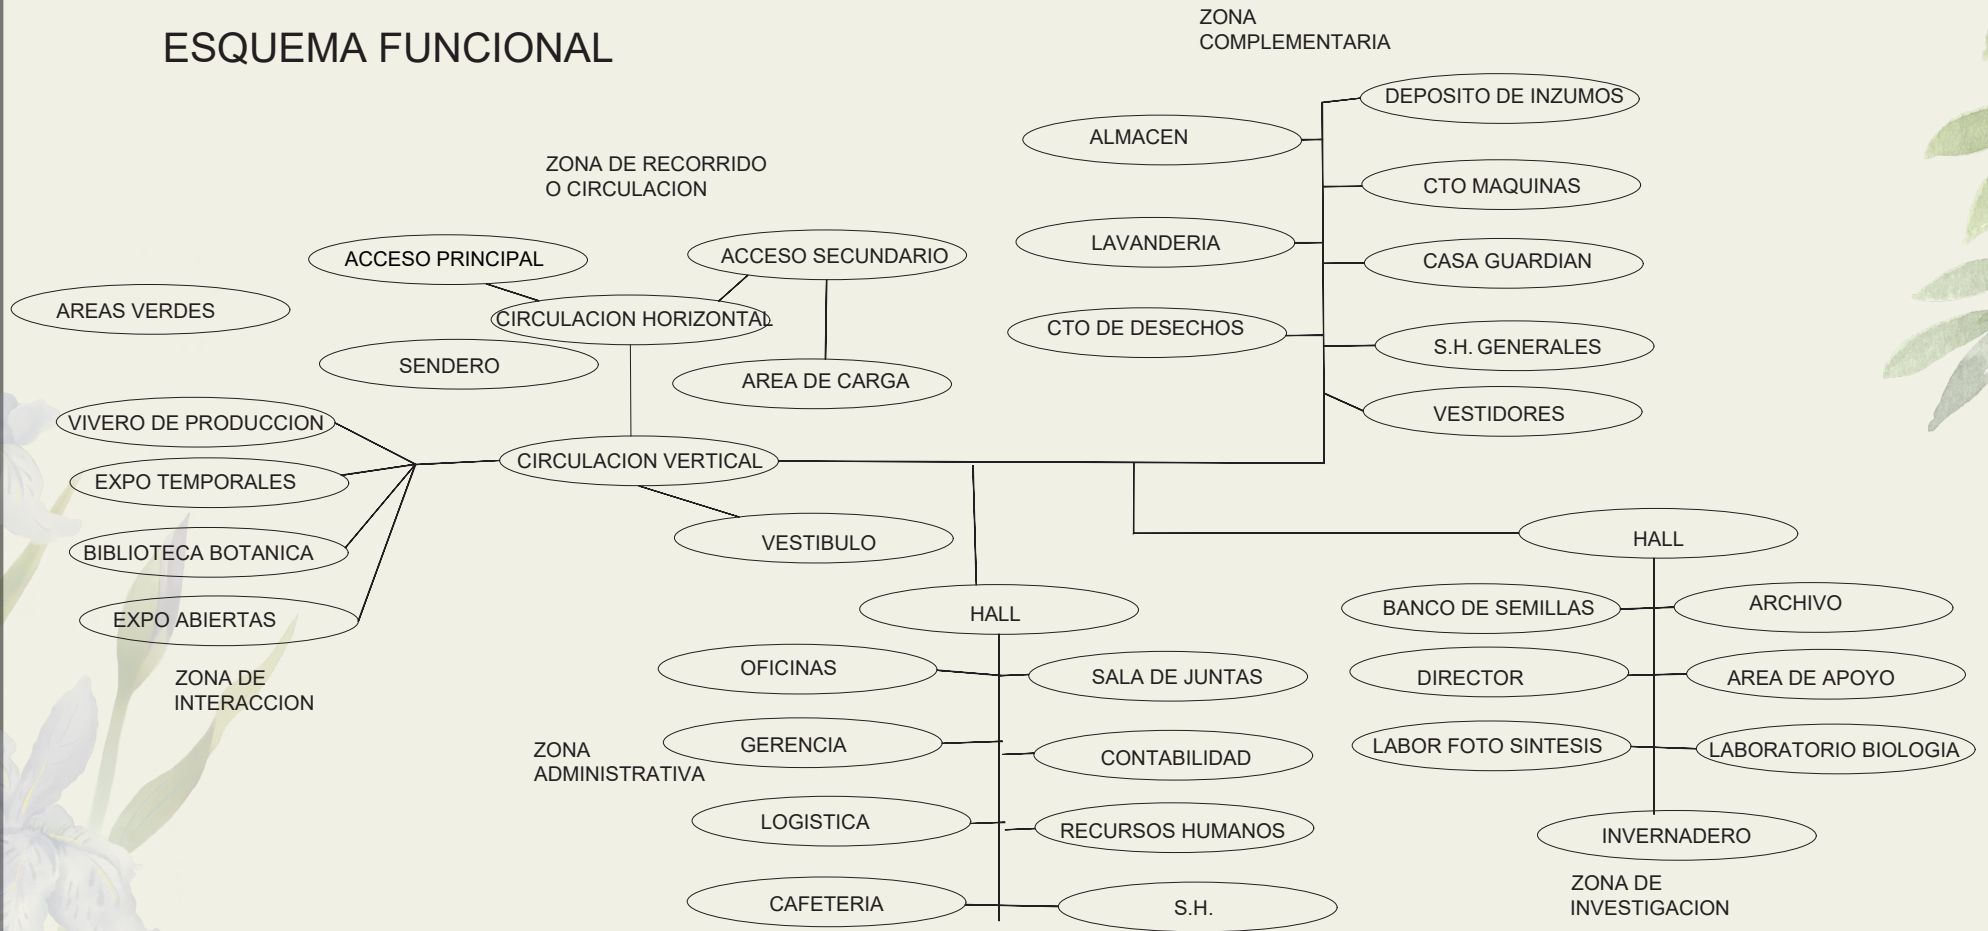 ESQUEMA FUNCIONAL
ZONA
COMPLEMENTARIA
DEPOSITO DE INZUMOS
ALMACEN
CTO MAQUINAS
LAVANDERIA
CASA GUARDIAN
CTO DE DESECHOS
S.H. GENERALES
VESTIDORES
ZONA DE RECORRIDO
O CIRCULACION
ACCESO PRINCIPAL
ACCESO SECUNDARIO
AREAS VERDES
CIRCULACION HORIZONTAL
SENDERO
AREA DE CARGA
VIVERO DE PRODUCCION
CIRCULACION VERTICAL
EXPO TEMPORALES
VESTIBULO
BIBLIOTECA BOTANICA
EXPO ABIERTAS
ZONA DE
INTERACCION
HALL
OFICINAS
SALA DE JUNTAS
GERENCIA
CONTABILIDAD
ZONA
ADMINISTRATIVA
LOGISTICA
RECURSOS HUMANOS
CAFETERIA
S.H.
HALL
BANCO DE SEMILLAS
ARCHIVO
DIRECTOR
AREA DE APOYO
LABOR FOTO SINTESIS
LABORATORIO BIOLOGIA
INVERNADERO
ZONA DE
INVESTIGACION